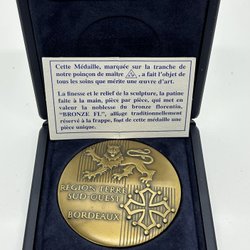 Cette Médaille, marquée sur la tranche de
notre poinçon de maître , a fait l'objet de
tous les soins que mérite une œuvre d'art.
La finesse et le relief de la sculpture, la patine
faite à la main, pièce par pièce, qui met en
valeur la noblesse du bronze florentin,
"BRONZE FL", alliage traditionnellement
réservé à la frappe, font de cette médaille une
pièce unique.
REGION TERRE
SUD-OUEST
BORDEAUX